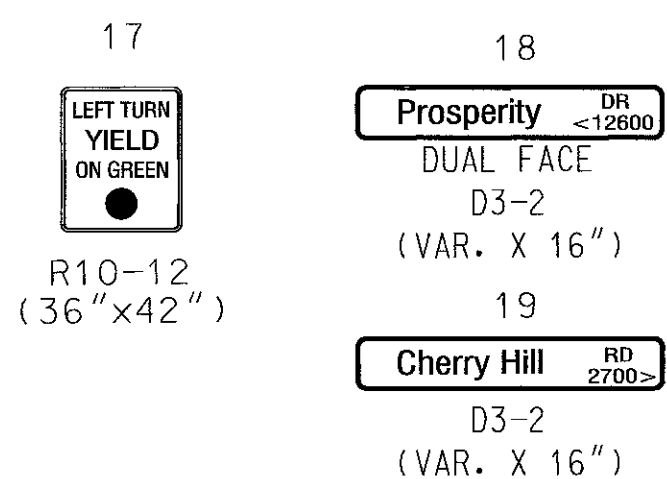 17
LEFT TURN
YIELD
ON GREEN
R10-12
(36"x42")
18
Prosperity DR
<12600
DUAL FACE
D3-2
(VAR. X 16")
19
Cherry Hill RD
2700>
D3-2
(VAR. X 16")